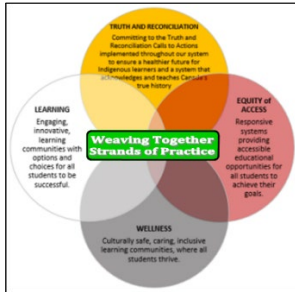 TRUTH AND RECONCILIATION
Committing to the Truth and
Reconciliation Calls to Actions
implemented throughout our system
to ensure a healthier future for
Indigenous learners and a system that
acknowledges and teaches Canada's
true history
LEARNING
Engaging,
innovative,
learning
communities with
options and
choices for all
students to be
successful.
EQUITY of
ACCESS
Responsive
systems
providing
accessible
educational
opportunities for
all students to
achieve their
goals.
Weaving Together
Strands of Practice
WELLNESS
Culturally safe, caring, inclusive
learning communities, where all
students thrive.